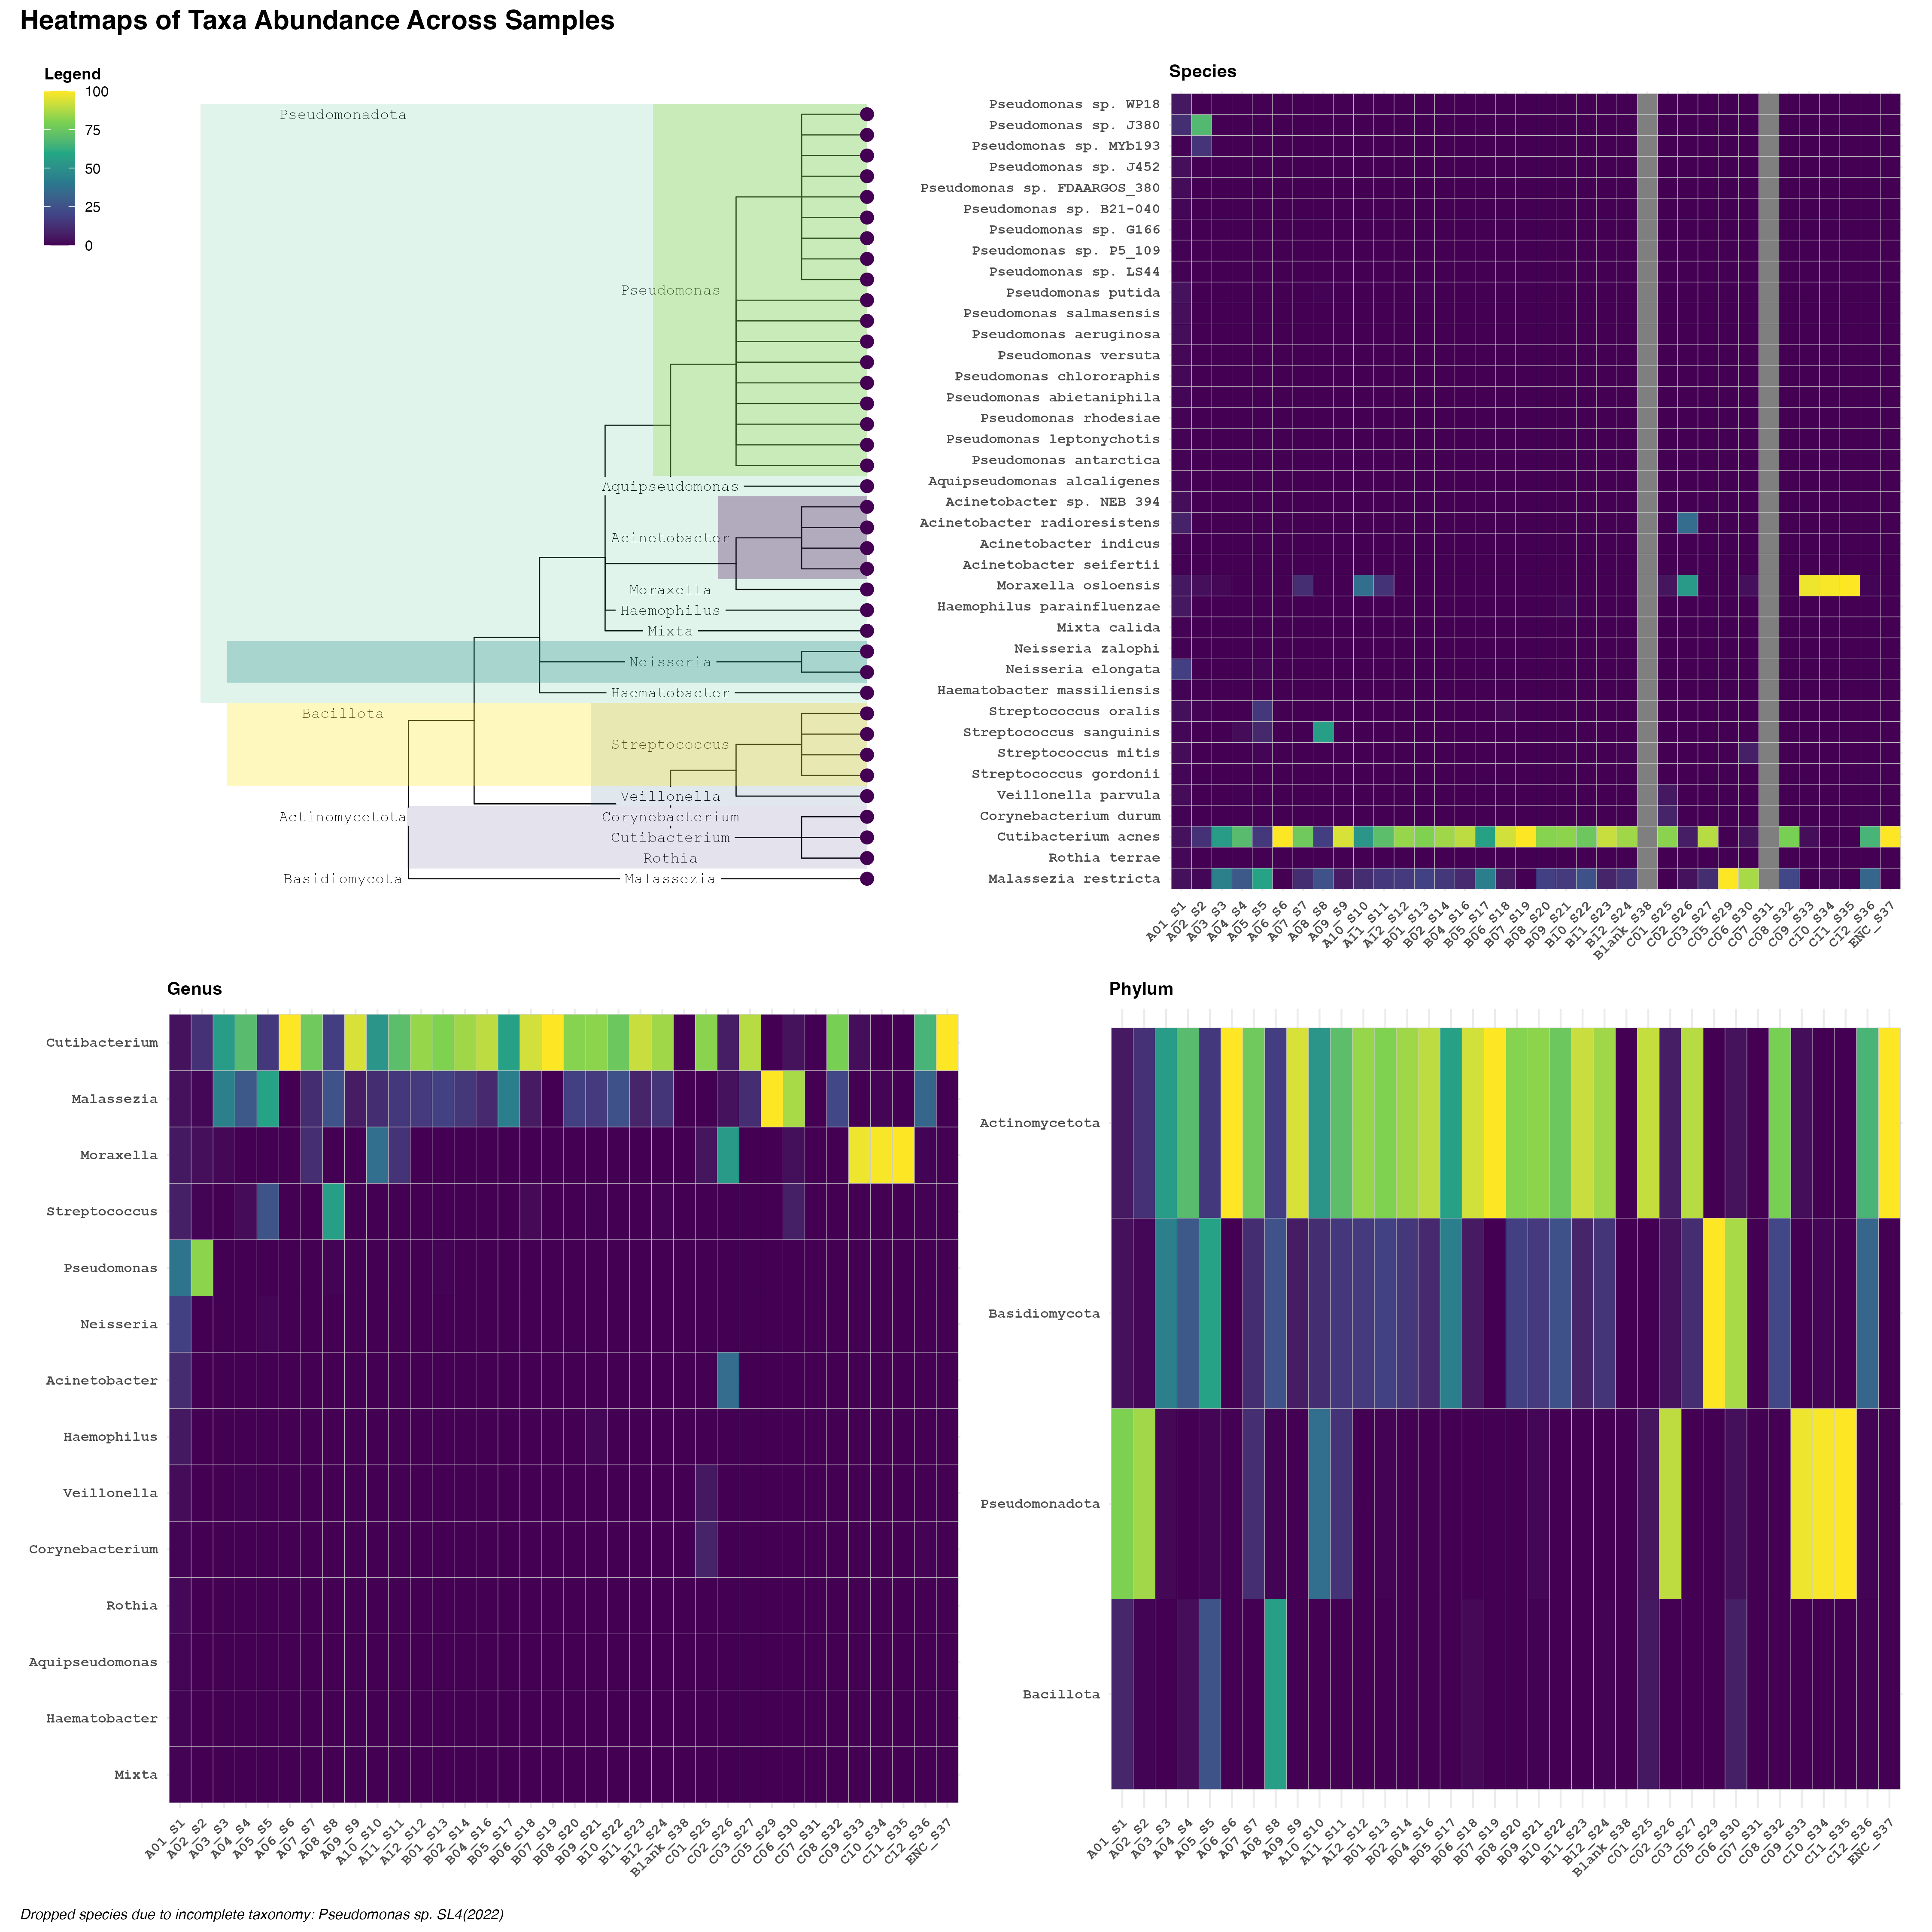 Heatmaps of Taxa Abundance Across Samples
Legend
100
75
50
25
0
Pseudomonadota
Pseudomonas
Aquipseudomonas
Acinetobacter
Moraxella
Haemophilus
Mixta
Neisseria
Haematobacter
Bacillota
Streptococcus
Veillonella
Actinomycetota
Corynebacterium
Cutibacterium
Rothia
Basidiomycota
Malassezia
Species
Pseudomonas sp. WP18
Pseudomonas sp. J380
Pseudomonas sp. MYb193
Pseudomonas sp. J452
Pseudomonas sp. FDAARGOS_380
Pseudomonas sp. B21-040
Pseudomonas sp. G166
Pseudomonas sp. P5_109
Pseudomonas sp. LS44
Pseudomonas putida
Pseudomonas salmasensis
Pseudomonas aeruginosa
Pseudomonas versuta
Pseudomonas chlororaphis
Pseudomonas abietaniphila
Pseudomonas rhodesiae
Pseudomonas leptonychotis
Pseudomonas antarctica
Aquipseudomonas alcaligenes
Acinetobacter sp. NEB 394
Acinetobacter radioresistens
Acinetobacter indicus
Acinetobacter seifertii
Moraxella osloensis
Haemophilus parainfluenzae
Mixta calida
Neisseria zalophi
Neisseria elongata
Haematobacter massiliensis
Streptococcus oralis
Streptococcus sanguinis
Streptococcus mitis
Streptococcus gordonii
Veillonella parvula
Corynebacterium durum
Cutibacterium acnes
Rothia terrae
Malassezia restricta
A01_S1
A02_S2
A03_S3
A04_S4
A05_S5
A06_S6
A07_S7
A08_S8
A09_S9
A10_S10
A11_S11
A12_S12
B01_S13
B02_S14
B04_S16
B05_S17
B06_S18
B07_S19
B08_S20
B09_S21
B10_S22
B11_S23
B12_S24
Blank_S38
C01_S25
C02_S26
C03_S27
C05_S29
C06_S30
C07_S31
C08_S32
C09_S33
C10_S34
C11_S35
C12_S36
ENC_S37
Genus
Cutibacterium
Malassezia
Moraxella
Streptococcus
Pseudomonas
Neisseria
Acinetobacter
Haemophilus
Veillonella
Corynebacterium
Rothia
Aquipseudomonas
Haematobacter
Mixta
A01_S1
A02_S2
A03_S3
A04_S4
A05_S5
A06_S6
A07_S7
A08_S8
A09_S9
A10_S10
A11_S11
A12_S12
B01_S13
B02_S14
B04_S16
B05_S17
B06_S18
B07_S19
B08_S20
B09_S21
B10_S22
B11_S23
B12_S24
Blank_S38
C01_S25
C02_S26
C03_S27
C05_S29
C06_S30
C07_S31
C08_S32
C09_S33
C10_S34
C11_S35
C12_S36
ENC_S37
Phylum
Actinomycetota
Basidiomycota
Pseudomonadota
Bacillota
A01_S1
A02_S2
A03_S3
A04_S4
A05_S5
A06_S6
A07_S7
A08_S8
A09_S9
A10_S10
A11_S11
A12_S12
B01_S13
B02_S14
B04_S16
B05_S17
B06_S18
B07_S19
B08_S20
B09_S21
B10_S22
B11_S23
B12_S24
Blank_S38
C01_S25
C02_S26
C03_S27
C05_S29
C06_S30
C07_S31
C08_S32
C09_S33
C10_S34
C11_S35
C12_S36
ENC_S37
Dropped species due to incomplete taxonomy: Pseudomonas sp. SL4(2022)